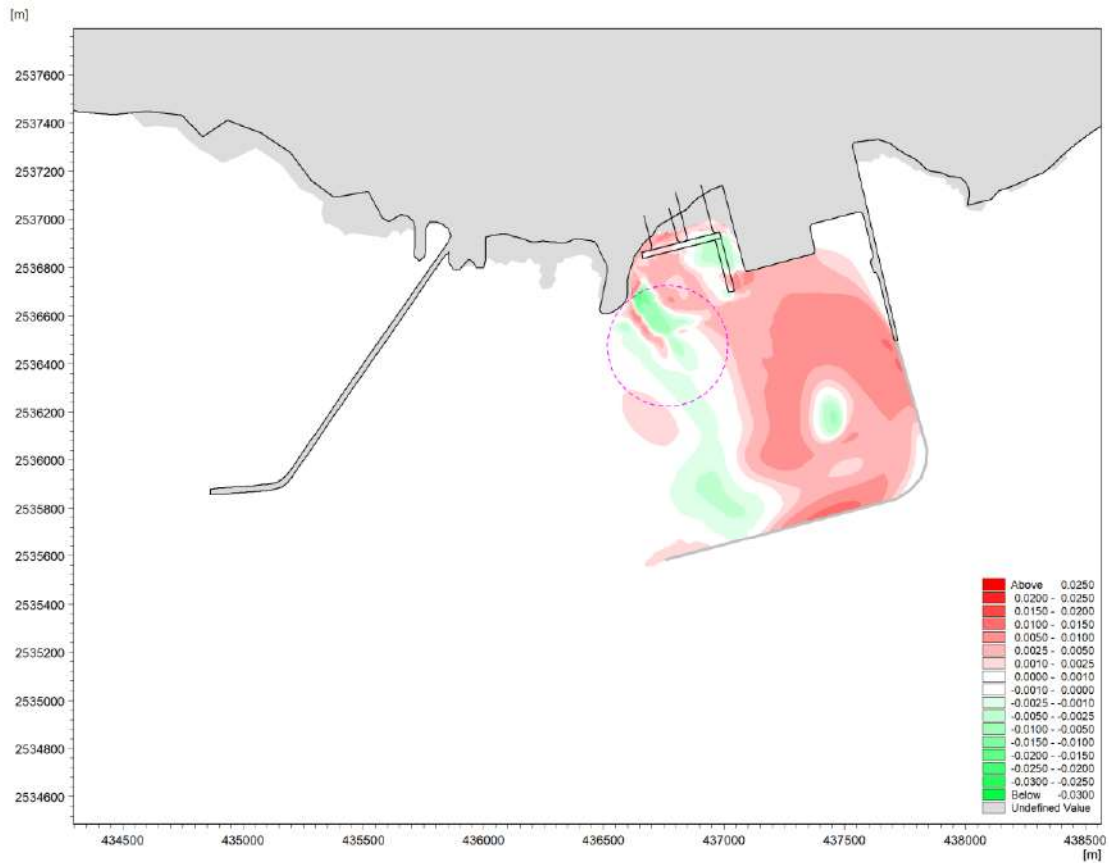 [m]
2537600
2537400
2537200
2537000
2536800
2536600
2536400
2536200
2536000
2535800
2535600
2535400
2535200
2535000
2534800
2534600
Above 0.0250
0.0200 - 0.0250
0.0150 - 0.0200
0.0100 - 0.0150
0.0050 - 0.0100
0.0025 - 0.0050
0.0010 - 0.0025
0.0000 - 0.0010
-0.0010 - 0.0000
-0.0025 - -0.0010
-0.0050 - -0.0025
-0.0100 - -0.0050
-0.0150 - -0.0100
-0.0200 - -0.0150
-0.0250 - -0.0200
-0.0300 - -0.0250
Below -0.0300
Undefined Value
434500 435000 435500 436000 436500 437000 437500 438000 438500
[m]